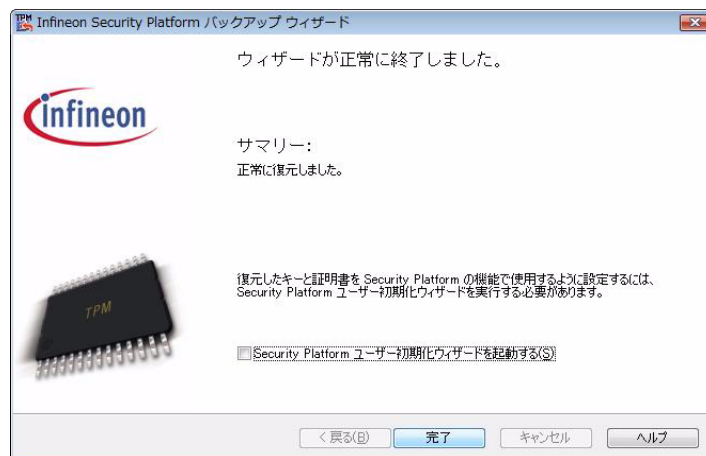 Infineon Security Platform バックアップ ウィザード
ウィザードが正常に終了しました。
infineon
サマリー:
正常に復元しました。
TPM
復元したキーと証明書を Security Platform の機能で使用するように設定するには、
Security Platform ユーザー初期化ウィザードを実行する必要があります。
Security Platform ユーザー初期化ウィザードを起動する(S)
< 戻る(B)
完了
キャンセル
ヘルプ